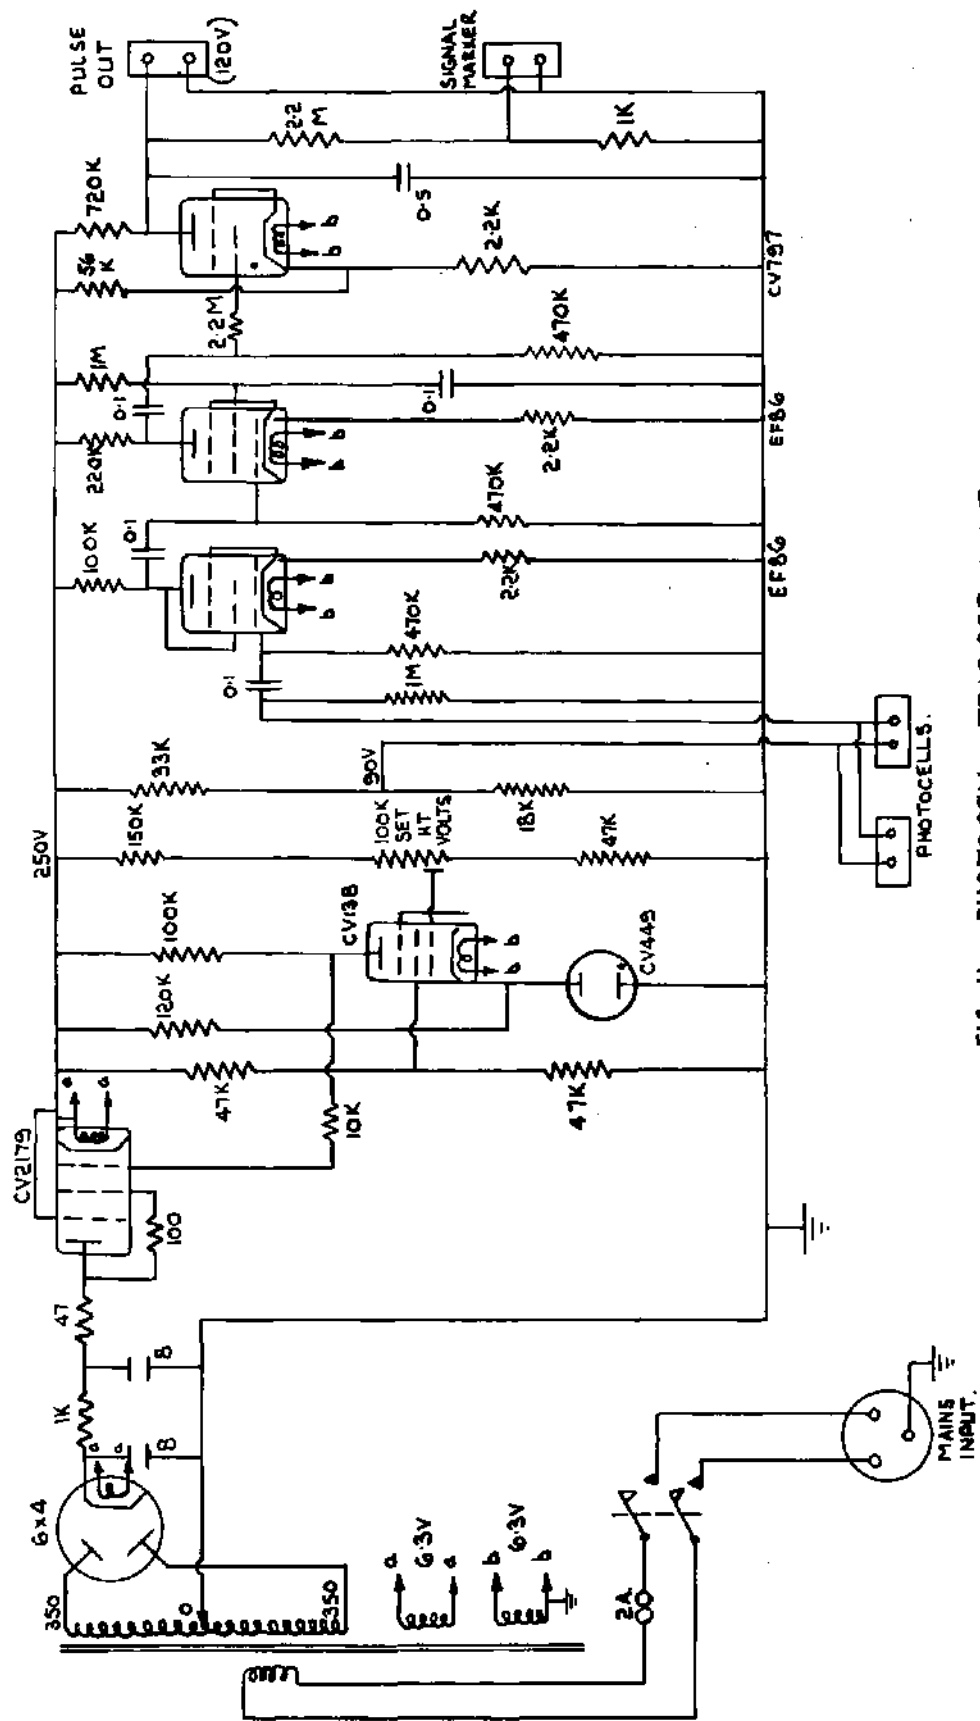 PULSE
OUT
(120V)
SIGNAL
MARKER
2·2
M
1K
720K
0·5
56
K
b
b
2·2K
CV797
2·2M
470K
1M
0·1
0·1
220K
b
2·2K
EF86
470K
0·1
100K
b
b
2·2K
EF86
470K
0·1
1M
33K
90V
18K
PHOTOCELLS.
250V
150K
100K
SET
HT
VOLTS
47K
100K
CV138
b
b
CV449
120K
47K
47K
10K
CV2179
a
a
100
47
8
1K
8
a
a
6x4
350
0
350
a
6·3V
a
b
6·3V
b
2A.
MAINS
INPUT.